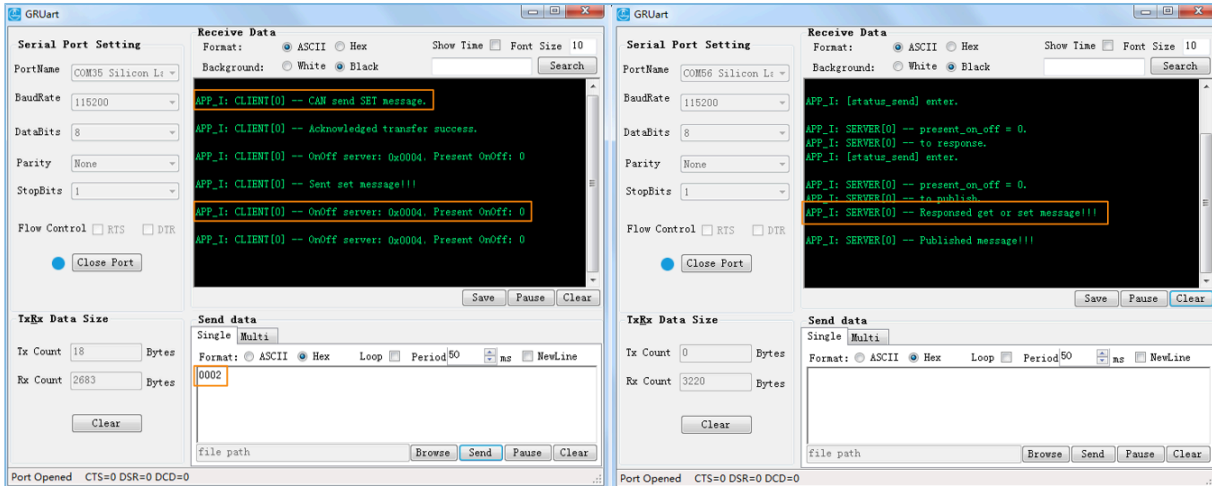 GRUart
Serial Port Setting
PortName COM35 Silicon L
BaudRate 115200
DataBits 8
Parity None
StopBits 1
Flow Control RTS DTR
Close Port
Receive Data
Format: ASCII Hex Show Time Font Size 10
Background: White Black Search
APP_I: CLIENT[0] -- CAN send SET message.
APP_I: CLIENT[0] -- Acknowledged transfer success.
APP_I: CLIENT[0] -- OnOff server: 0x0004. Present OnOff: 0
APP_I: CLIENT[0] -- Sent set message!!!
APP_I: CLIENT[0] -- OnOff server: 0x0004. Present OnOff: 0
APP_I: CLIENT[0] -- OnOff server: 0x0004. Present OnOff: 0
Save Pause Clear
TxRx Data Size
Tx Count 18 Bytes
Rx Count 2683 Bytes
Clear
Send data
Single Multi
Format: ASCII Hex Loop Period 50 ms NewLine
0002
file path Browse Send Pause Clear
Port Opened CTS=0 DSR=0 DCD=0
GRUart
Serial Port Setting
PortName COM56 Silicon L
BaudRate 115200
DataBits 8
Parity None
StopBits 1
Flow Control RTS DTR
Close Port
Receive Data
Format: ASCII Hex Show Time Font Size 10
Background: White Black Search
APP_I: [status_send] enter.
APP_I: SERVER[0] -- present_on_off = 0.
APP_I: SERVER[0] -- to response.
APP_I: [status_send] enter.
APP_I: SERVER[0] -- present_on_off = 0.
APP_I: SERVER[0] -- to publish.
APP_I: SERVER[0] -- Responsed get or set message!!!
APP_I: SERVER[0] -- Published message!!!
Save Pause Clear
TxRx Data Size
Tx Count 0 Bytes
Rx Count 3220 Bytes
Clear
Send data
Single Multi
Format: ASCII Hex Loop Period 50 ms NewLine
file path Browse Send Pause Clear
Port Opened CTS=0 DSR=0 DCD=0